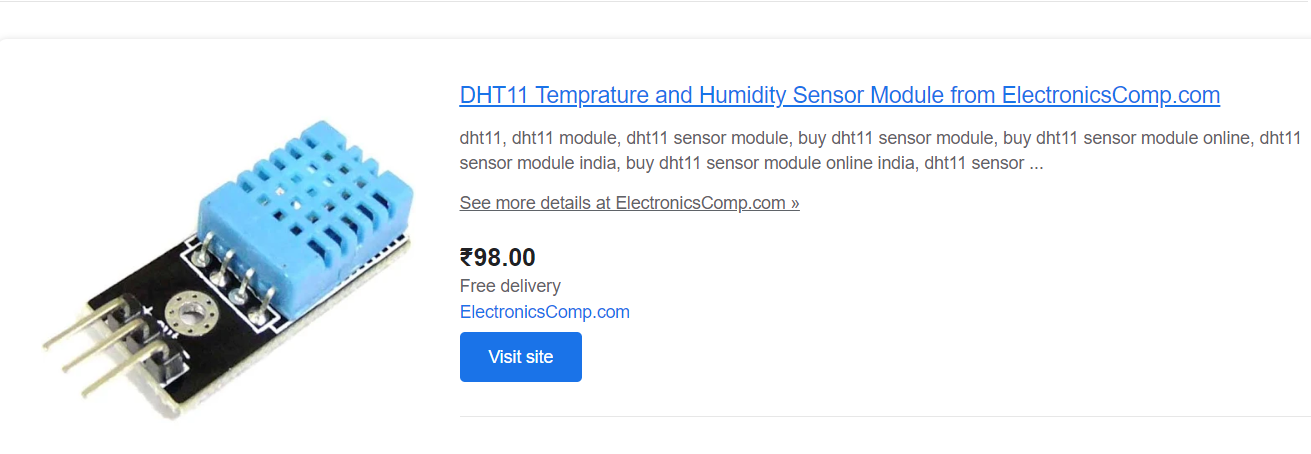 DHT11 Temprature and Humidity Sensor Module from ElectronicsComp.com
dht11, dht11 module, dht11 sensor module, buy dht11 sensor module, buy dht11 sensor module online, dht11
sensor module india, buy dht11 sensor module online india, dht11 sensor ...
See more details at ElectronicsComp.com »
₹98.00
Free delivery
ElectronicsComp.com
Visit site